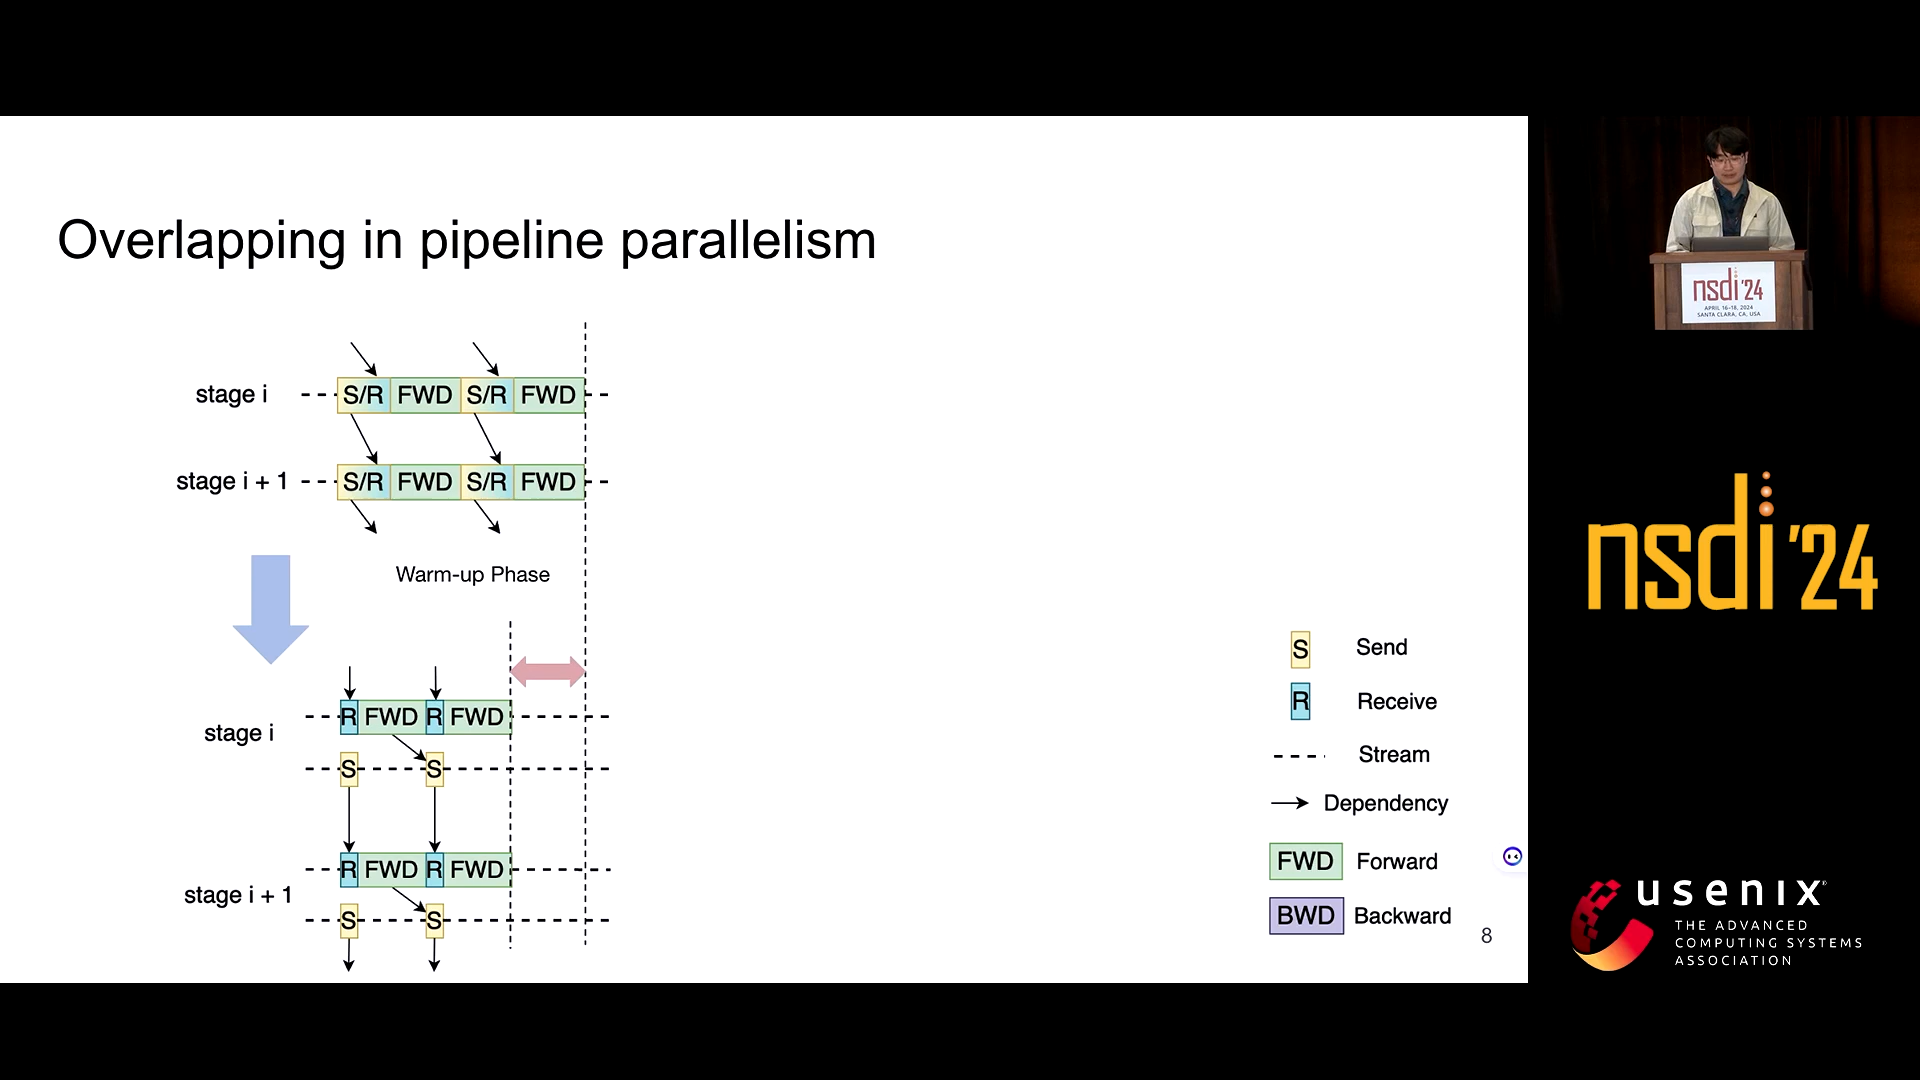 Overlapping in pipeline parallelism
stage i
S/R FWD S/R FWD
stage i + 1
S/R FWD S/R FWD
Warm-up Phase
stage i
R FWD R FWD
S S
stage i + 1
R FWD R FWD
S S
S Send
R Receive
Stream
Dependency
FWD Forward
BWD Backward
8
nsdi '24
APRIL 16–18, 2024
SANTA CLARA, CA, USA
nsdi '24
usenix
THE ADVANCED
COMPUTING SYSTEMS
ASSOCIATION